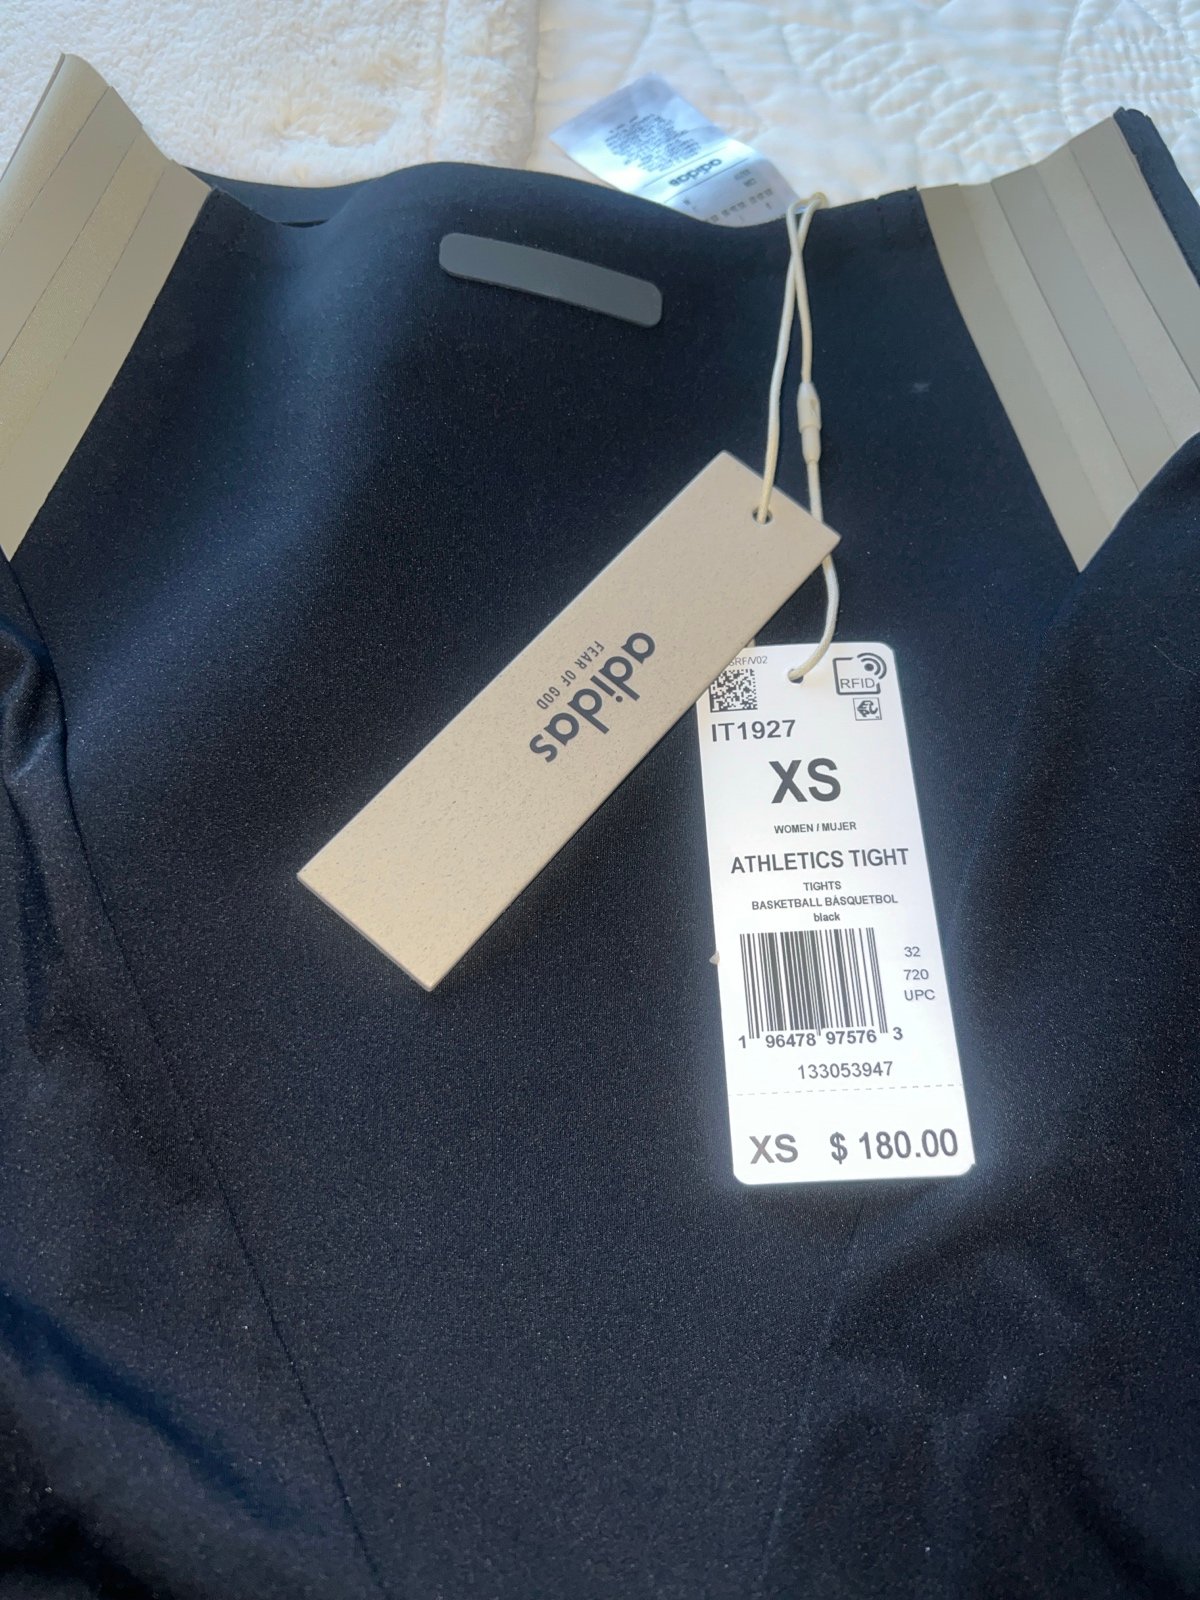 adidas
adidas
FEAR OF GOD
RFID
IT1927
XS
WOMEN / MUJER
ATHLETICS TIGHT
TIGHTS
BASKETBALL BÁSQUETBOL
black
32
720
UPC
1 96478 97576 3
133053947
XS $ 180.00